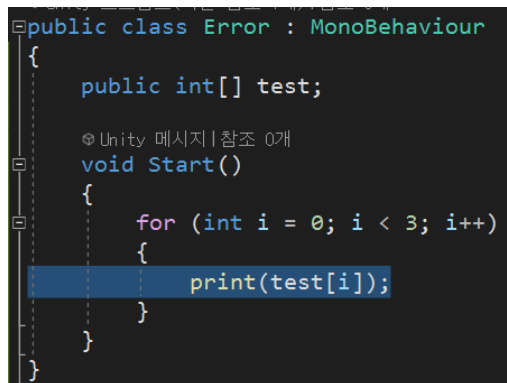 public class Error : MonoBehaviour
{
public int[] test;
Unity 메시지|참조 0개
void Start()
{
for (int i = 0; i < 3; i++)
{
print(test[i]);
}
}
}